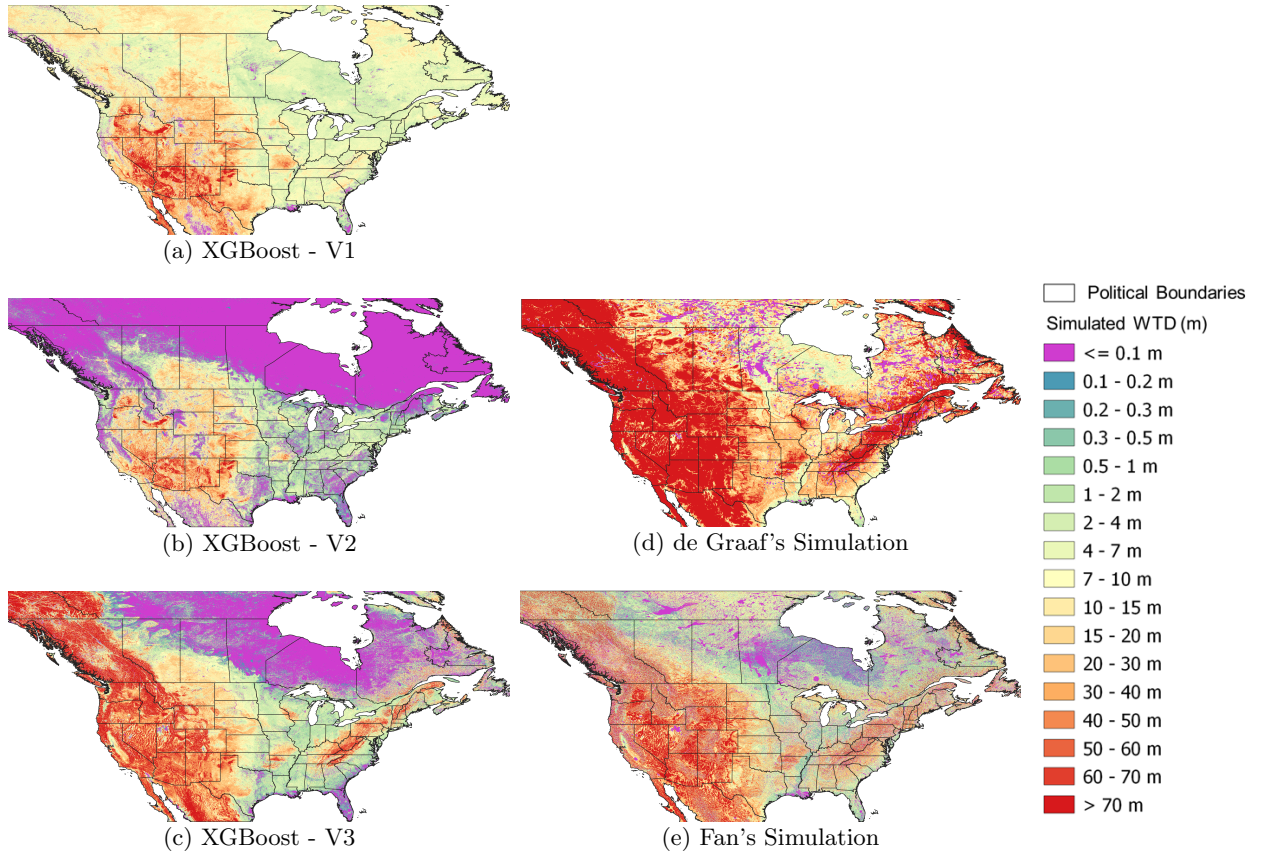 (a) XGBoost - V1
(b) XGBoost - V2
(d) de Graaf's Simulation
(c) XGBoost - V3
(e) Fan's Simulation
Political Boundaries
Simulated WTD (m)
<= 0.1 m
0.1 - 0.2 m
0.2 - 0.3 m
0.3 - 0.5 m
0.5 - 1 m
1 - 2 m
2 - 4 m
4 - 7 m
7 - 10 m
10 - 15 m
15 - 20 m
20 - 30 m
30 - 40 m
40 - 50 m
50 - 60 m
60 - 70 m
> 70 m